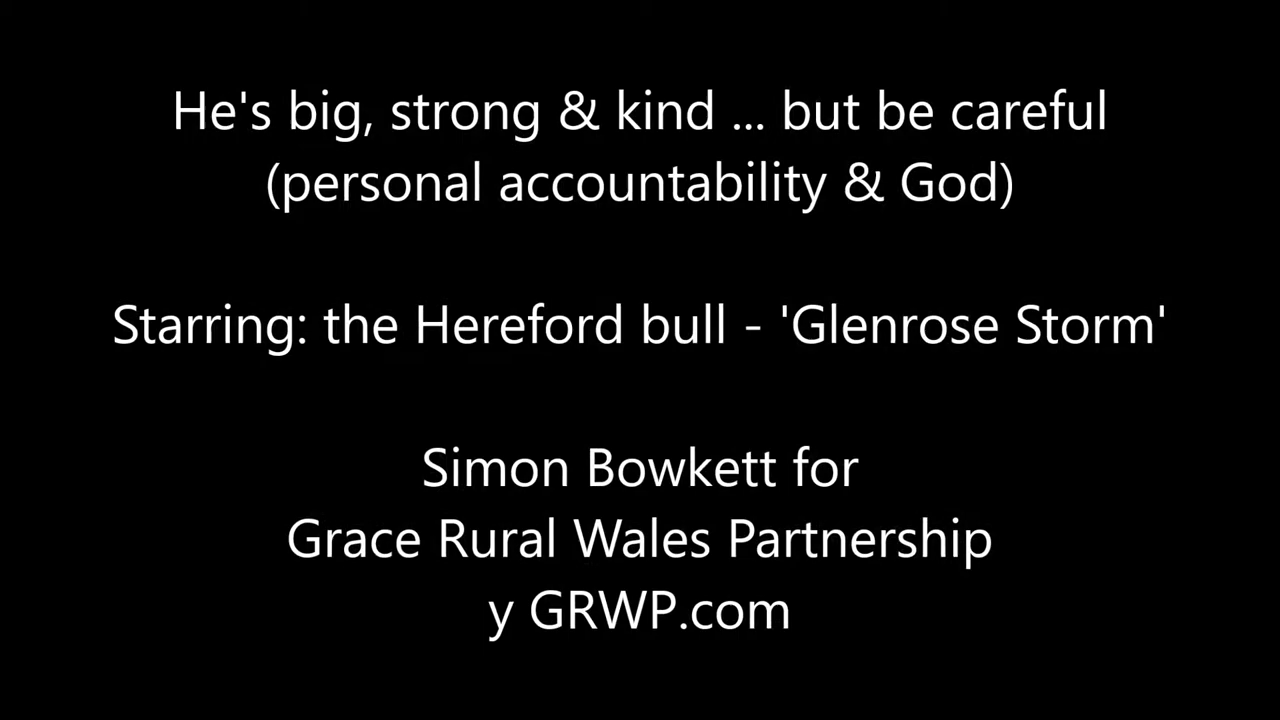 He's big, strong & kind ... but be careful
(personal accountability & God)
Starring: the Hereford bull - 'Glenrose Storm'
Simon Bowkett for
Grace Rural Wales Partnership
y GRWP.com